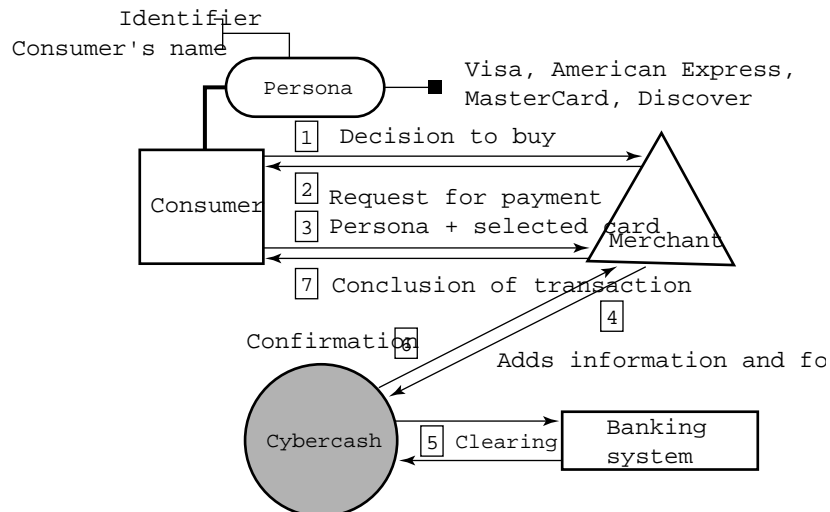 Identifier
Consumer's name
Persona
Visa, American Express,
MasterCard, Discover
1 Decision to buy
2 Request for payment
Consumer
3 Persona + selected card
Merchant
7 Conclusion of transaction
4
Confirmation
6
Adds information and fo
Cybercash
5 Clearing
Banking
system